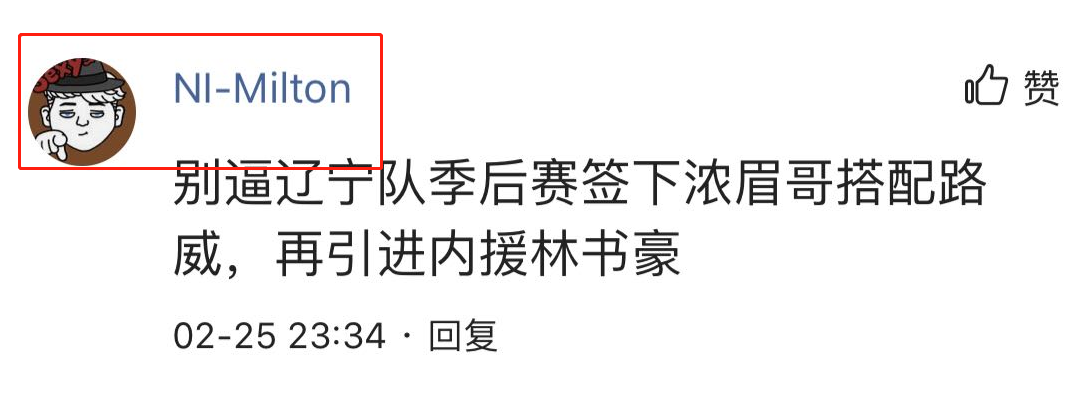 sexy
NI-Milton
赞
别逼辽宁队季后赛签下浓眉哥搭配路
威，再引进内援林书豪
02-25 23:34 · 回复